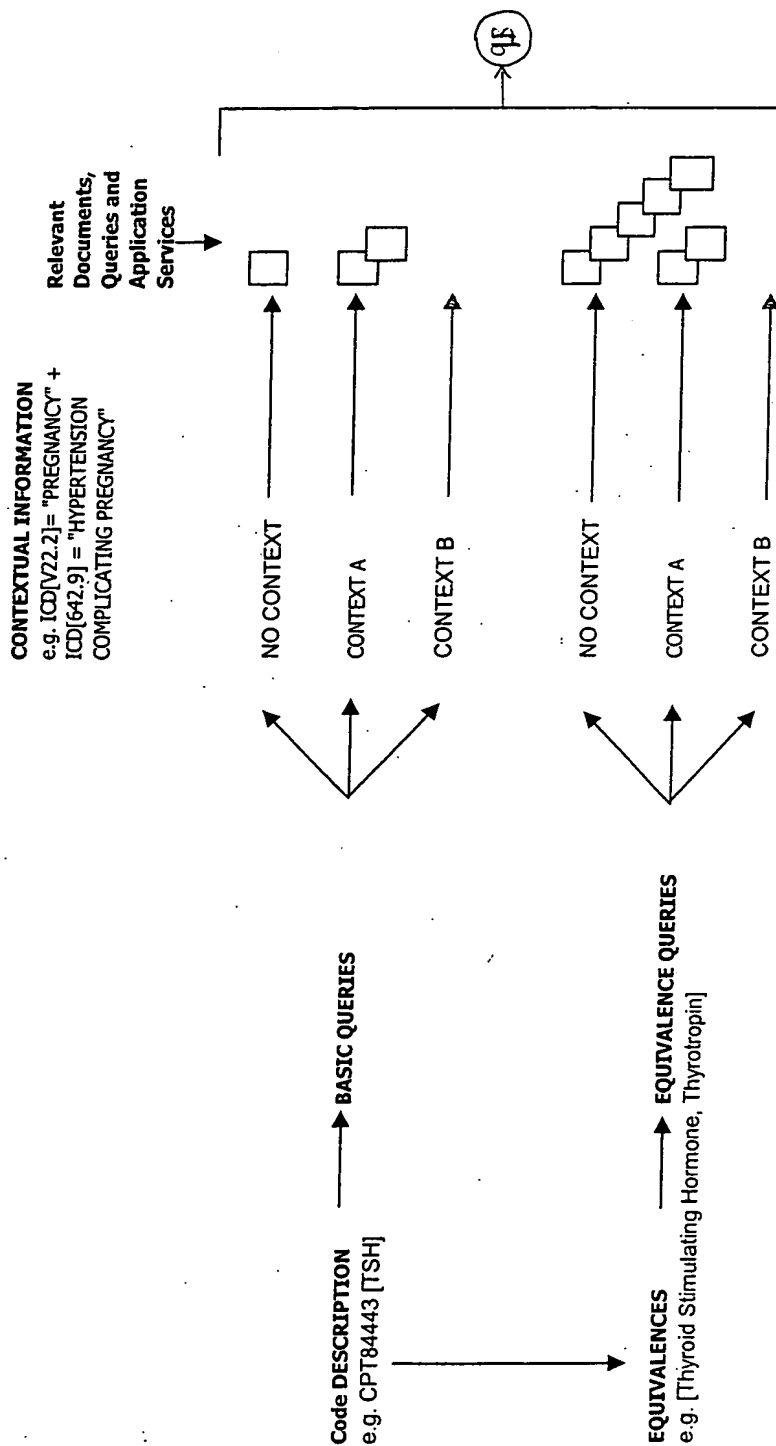 CONTEXTUAL INFORMATION
e.g. ICD[V22.2]= "PREGNANCY" +
ICD[642.9] = "HYPERTENSION
COMPLICATING PREGNANCY"
Relevant
Documents,
Queries and
Application
Services
Code DESCRIPTION
e.g. CPT84443 [TSH]
BASIC QUERIES
NO CONTEXT
CONTEXT A
CONTEXT B
EQUIVALENCES
e.g. [Thyroid Stimulating Hormone, Thyrotropin]
EQUIVALENCE QUERIES
NO CONTEXT
CONTEXT A
CONTEXT B